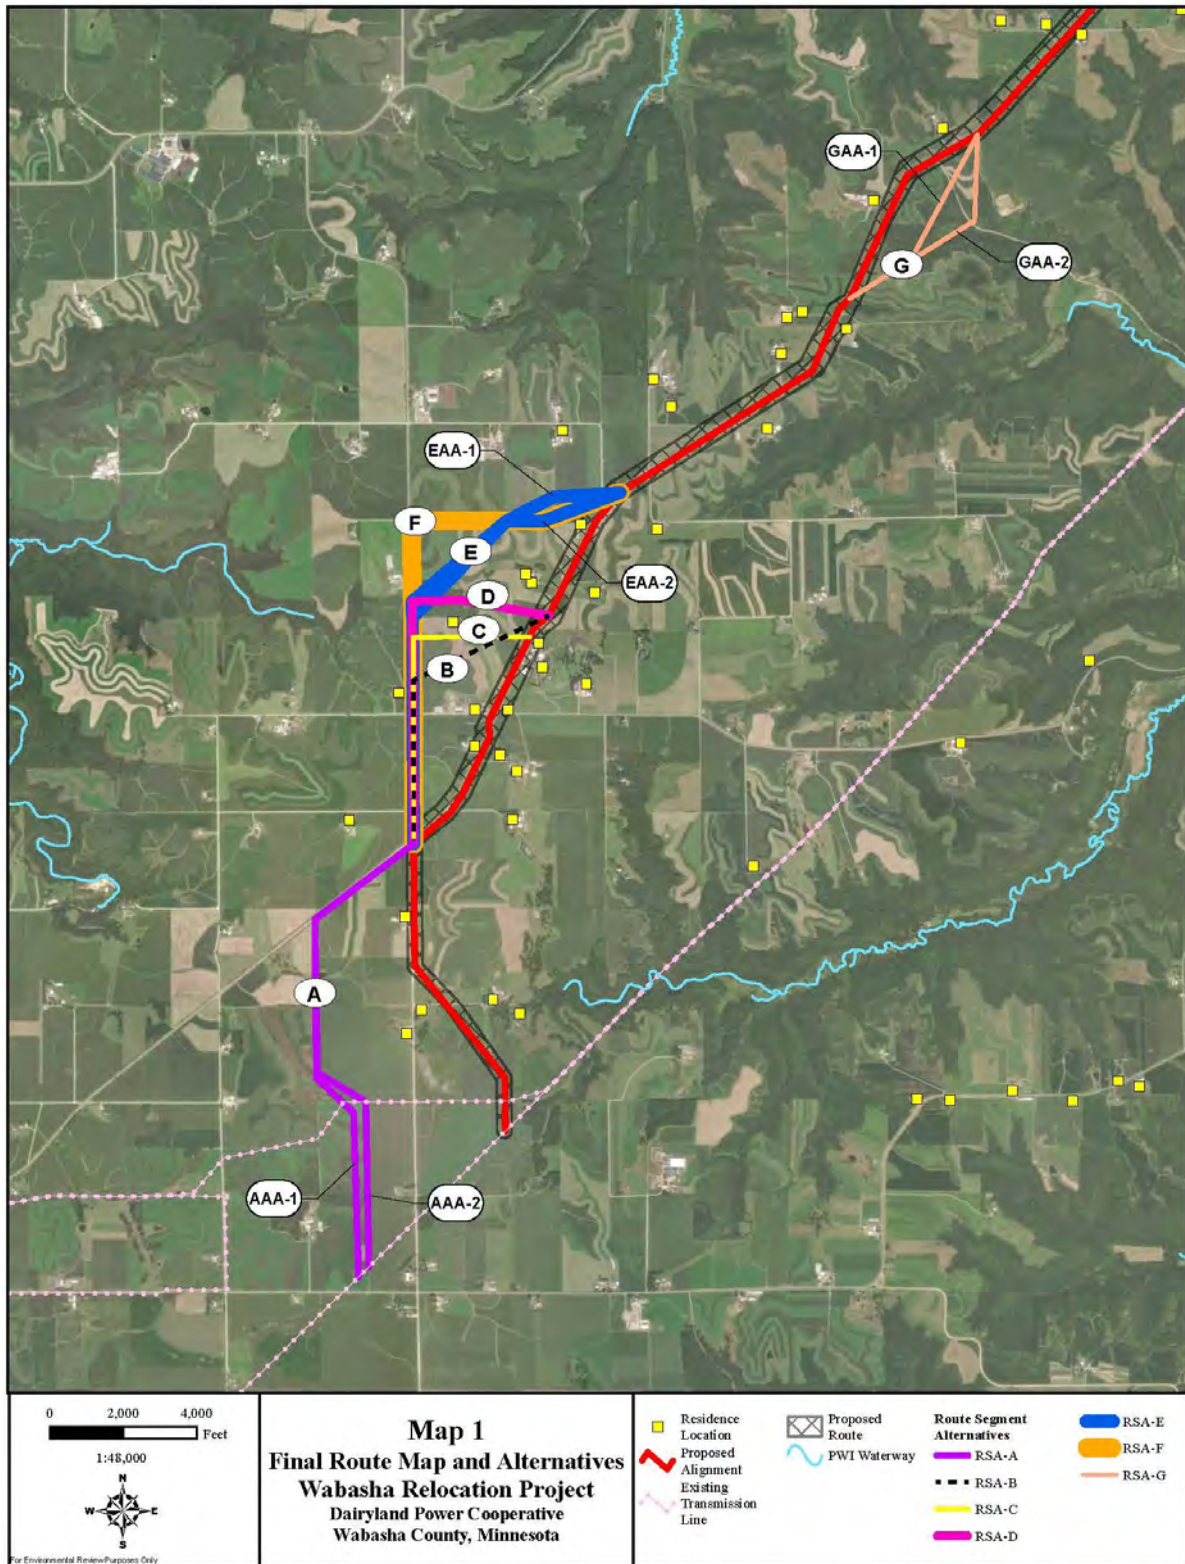 GAA-1
G
GAA-2
EAA-1
F
E
EAA-2
D
C
B
A
AAA-1
AAA-2
0 2,000 4,000
Feet
1:48,000
N
W E
S
For Environmental Review Purposes Only
Map 1
Final Route Map and Alternatives
Wabasha Relocation Project
Dairyland Power Cooperative
Wabasha County, Minnesota
Residence
Location
Proposed
Alignment
Existing
Transmission
Line
Proposed
Route
PWI Waterway
Route Segment
Alternatives
RSA-A
RSA-B
RSA-C
RSA-D
RSA-E
RSA-F
RSA-G